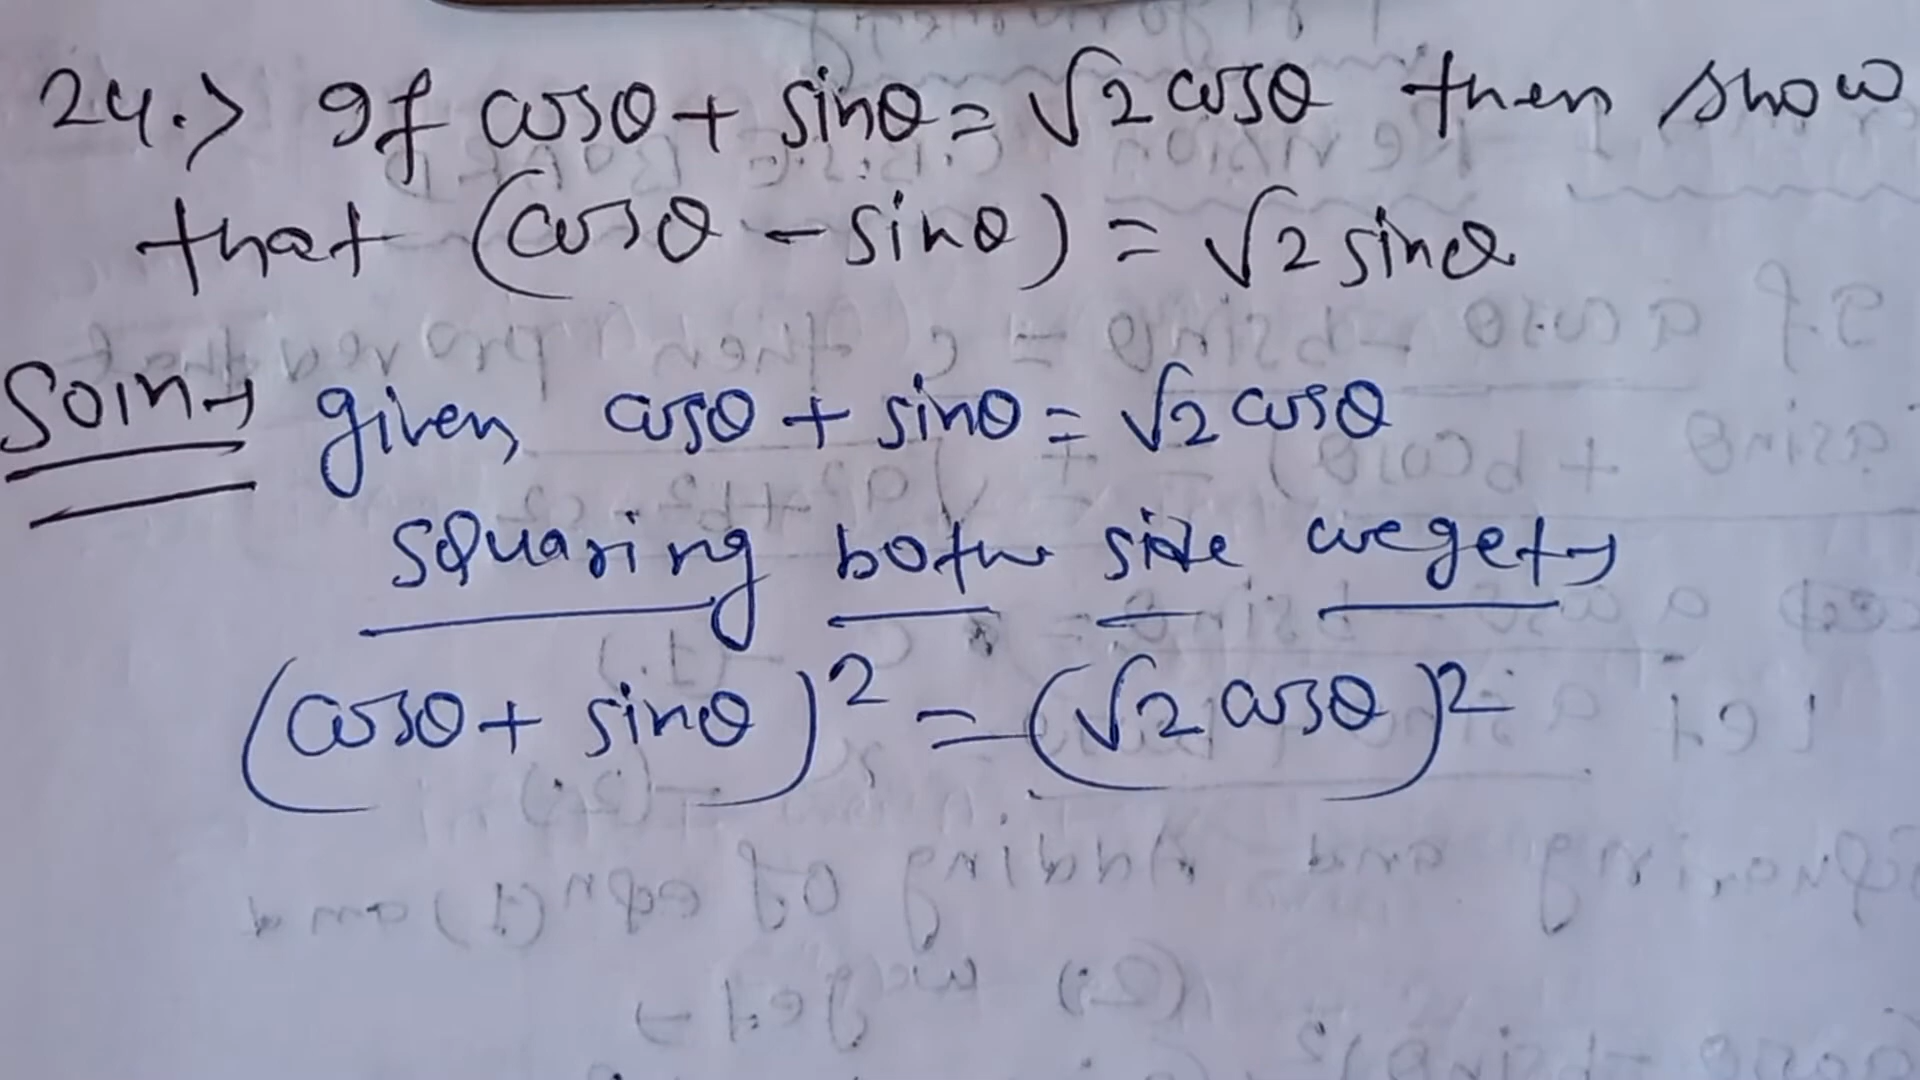 24.> If cosθ + sinθ = √2 cosθ then show
that (cosθ - sinθ) = √2 sinθ
Soln→ given, cosθ + sinθ = √2 cosθ
squaring both side we get→
(cosθ + sinθ)² = (√2 cosθ)²